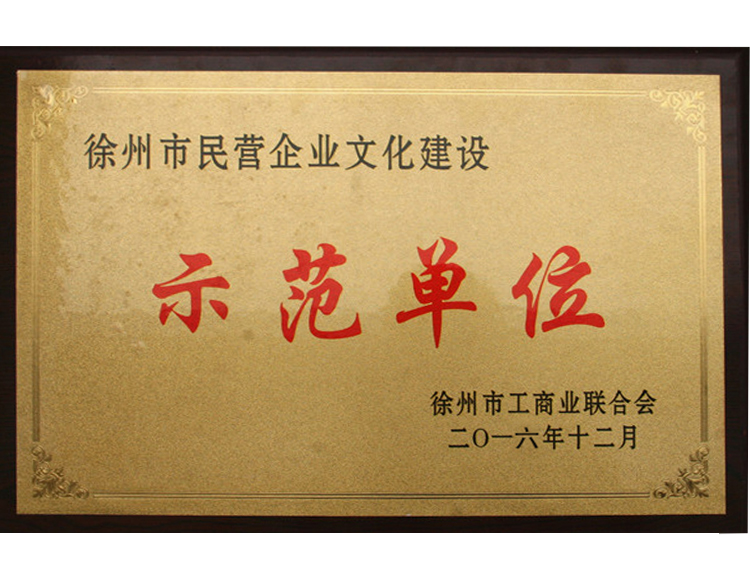 徐州市民营企业文化建设
示范单位
徐州市工商业联合会
二〇一六年十二月